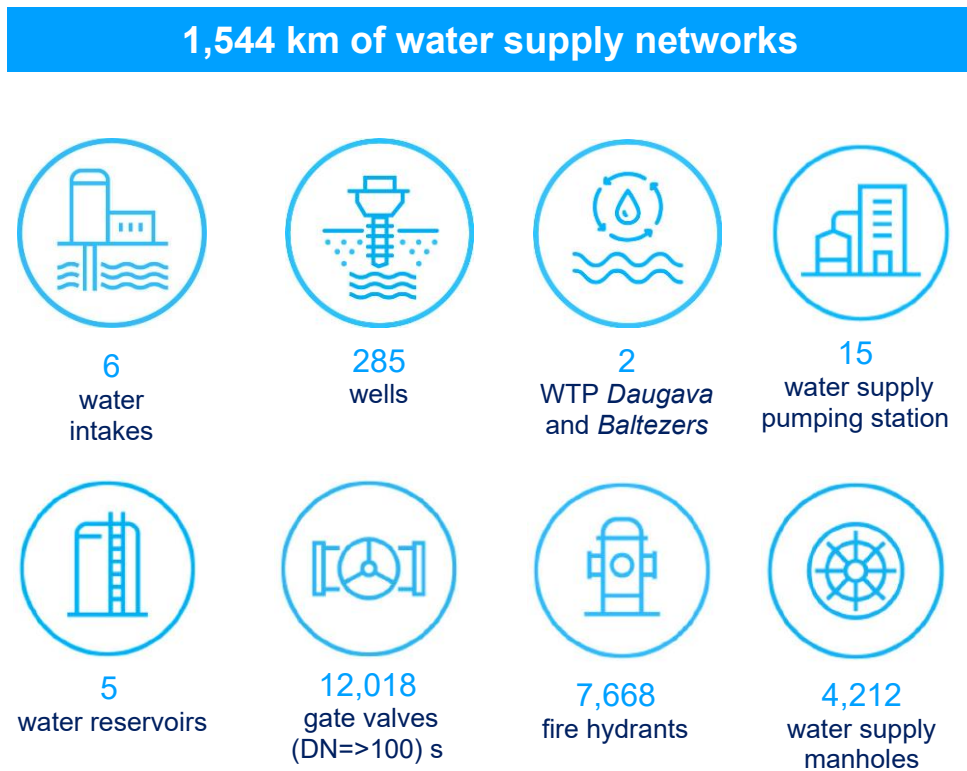 1,544 km of water supply networks
6
water
intakes
285
wells
2
WTP Daugava
and Baltezers
15
water supply
pumping station
5
water reservoirs
12,018
gate valves
(DN=>100) s
7,668
fire hydrants
4,212
water supply
manholes